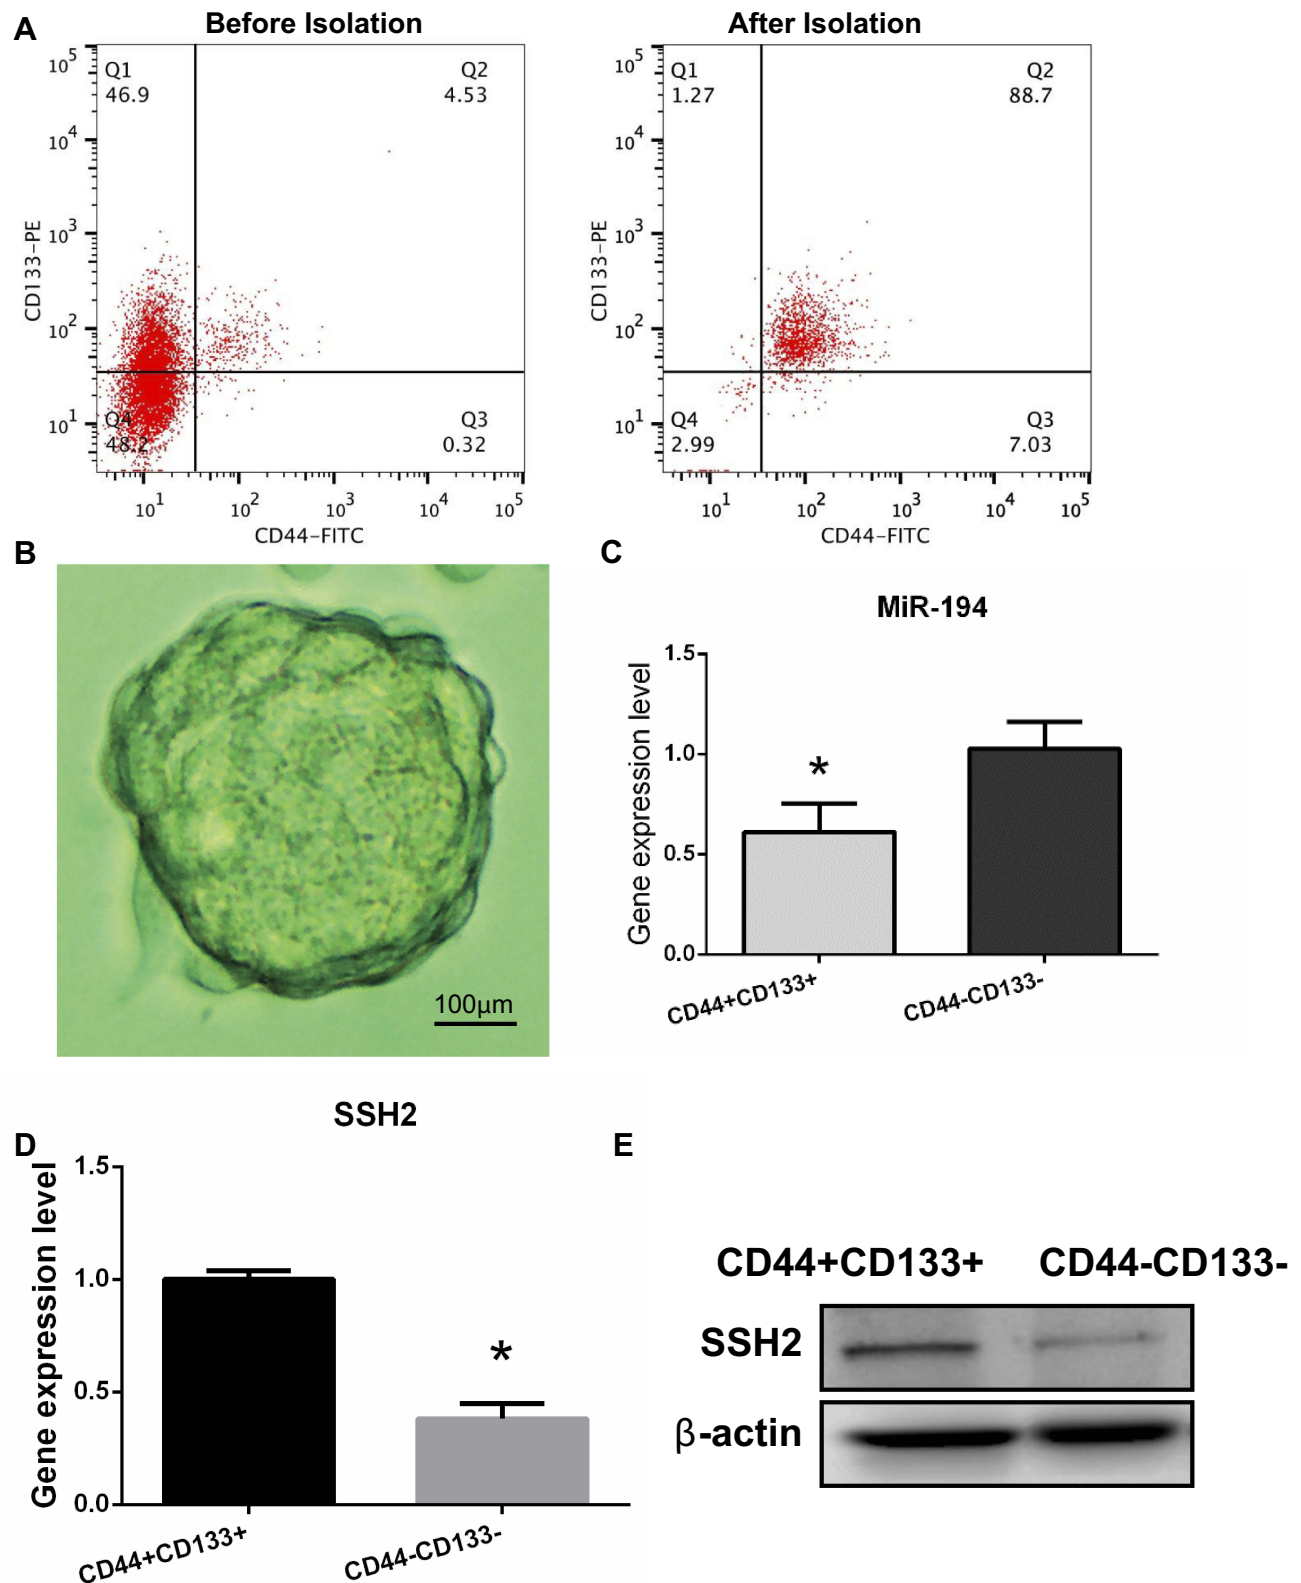 A
Before Isolation
After Isolation
CD133-PE
10^5
10^4
10^3
10^2
10^1
Q1
46.9
Q2
4.53
Q4
48.2
Q3
0.32
10^1 10^2 10^3 10^4 10^5
CD44-FITC
CD133-PE
10^5
10^4
10^3
10^2
10^1
Q1
1.27
Q2
88.7
Q4
2.99
Q3
7.03
10^1 10^2 10^3 10^4 10^5
CD44-FITC
B
100μm
C
MiR-194
Gene expression level
1.5
1.0
0.5
0.0
*
CD44+CD133+
CD44-CD133-
D
SSH2
Gene expression level
1.5
1.0
0.5
0.0
*
CD44+CD133+
CD44-CD133-
E
CD44+CD133+ CD44-CD133-
SSH2
β-actin